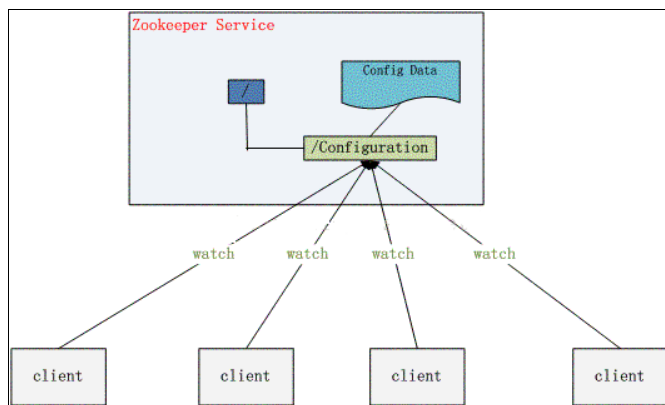 Zookeeper Service
Config Data
/
/Configuration
watch
watch
watch
watch
client
client
client
client